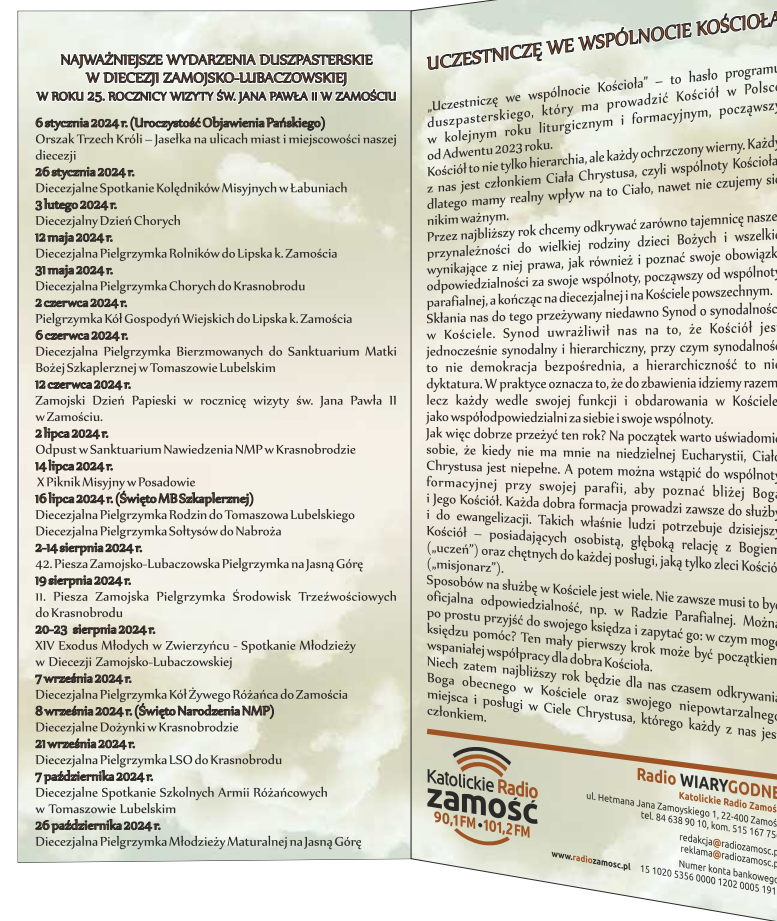 NAJWAŻNIEJSZE WYDARZENIA DUSZPASTERSKIE
W DIECEZJI ZAMOJSKO-LUBACZOWSKIEJ
W ROKU 25. ROCZNICY WIZYTY ŚW. JANA PAWŁA II W ZAMOŚCIU
6 stycznia 2024 r. (Uroczystość Objawienia Pańskiego)
Orszak Trzech Króli – Jasełka na ulicach miast i miejscowości naszej
diecezji
26 stycznia 2024 r.
Diecezjalne Spotkanie Kolędników Misyjnych w Łabuniach
3 lutego 2024 r.
Diecezjalny Dzień Chorych
12 maja 2024 r.
Diecezjalna Pielgrzymka Rolników do Lipska k. Zamościa
31 maja 2024 r.
Diecezjalna Pielgrzymka Chorych do Krasnobrodu
2 czerwca 2024 r.
Pielgrzymka Kół Gospodyń Wiejskich do Lipska k. Zamościa
6 czerwca 2024 r.
Diecezjalna Pielgrzymka Bierzmowanych do Sanktuarium Matki
Bożej Szkaplerznej w Tomaszowie Lubelskim
12 czerwca 2024 r.
Zamojski Dzień Papieski w rocznicę wizyty św. Jana Pawła II
w Zamościu.
2 lipca 2024 r.
Odpust w Sanktuarium Nawiedzenia NMP w Krasnobrodzie
14 lipca 2024 r.
X Piknik Misyjny w Posadowie
16 lipca 2024 r. (Święto MB Szkaplerznej)
Diecezjalna Pielgrzymka Rodzin do Tomaszowa Lubelskiego
Diecezjalna Pielgrzymka Sołtysów do Nabroża
2-14 sierpnia 2024 r.
42. Piesza Zamojsko-Lubaczowska Pielgrzymka na Jasną Górę
19 sierpnia 2024 r.
II. Piesza Zamojska Pielgrzymka Środowisk Trzeźwościowych
do Krasnobrodu
20-23 sierpnia 2024 r.
XIV Exodus Młodych w Zwierzyńcu - Spotkanie Młodzieży
w Diecezji Zamojsko-Lubaczowskiej
7 września 2024 r.
Diecezjalna Pielgrzymka Kół Żywego Różańca do Zamościa
8 września 2024 r. (Święto Narodzenia NMP)
Diecezjalne Dożynki w Krasnobrodzie
21 września 2024 r.
Diecezjalna Pielgrzymka LSO do Krasnobrodu
7 października 2024 r.
Diecezjalne Spotkanie Szkolnych Armii Różańcowych
w Tomaszowie Lubelskim
26 października 2024 r.
Diecezjalna Pielgrzymka Młodzieży Maturalnej na Jasną Górę
UCZESTNICZĘ WE WSPÓLNOCIE KOŚCIOŁA
„Uczestniczę we wspólnocie Kościoła” – to hasło programu
duszpasterskiego, który ma prowadzić Kościół w Polsce
w kolejnym roku liturgicznym i formacyjnym, począwszy
od Adwentu 2023 roku.
Kościół to nie tylko hierarchia, ale każdy ochrzczony wierny. Każdy
z nas jest członkiem Ciała Chrystusa, czyli wspólnoty Kościoła,
dlatego mamy realny wpływ na to Ciało, nawet nie czujemy się
nikim ważnym.
Przez najbliższy rok chcemy odkrywać zarówno tajemnicę naszej
przynależności do wielkiej rodziny dzieci Bożych i wszelkie
wynikające z niej prawa, jak również i poznać swoje obowiązki
odpowiedzialności za swoje wspólnoty, począwszy od wspólnoty
parafialnej, a kończąc na diecezjalnej i na Kościele powszechnym.
Skłania nas do tego przeżywany niedawno Synod o synodalności
w Kościele. Synod uwrażliwił nas na to, że Kościół jest
jednocześnie synodalny i hierarchiczny, przy czym synodalność
to nie demokracja bezpośrednia, a hierarchiczność to nie
dyktatura. W praktyce oznacza to, że do zbawienia idziemy razem,
lecz każdy wedle swojej funkcji i obdarowania w Kościele,
jako współodpowiedzialni za siebie i swoje wspólnoty.
Jak więc dobrze przeżyć ten rok? Na początek warto uświadomić
sobie, że kiedy nie ma mnie na niedzielnej Eucharystii, Ciało
Chrystusa jest niepełne. A potem można wstąpić do wspólnoty
formacyjnej przy swojej parafii, aby poznać bliżej Boga
i Jego Kościół. Każda dobra formacja prowadzi zawsze do służby
i do ewangelizacji. Takich właśnie ludzi potrzebuje dzisiejszy
Kościół – posiadających osobistą, głęboką relację z Bogiem
(„uczeń”) oraz chętnych do każdej posługi, jaką tylko zleci Kościół
(„misjonarz”).
Sposobów na służbę w Kościele jest wiele. Nie zawsze musi to być
oficjalna odpowiedzialność, np. w Radzie Parafialnej. Można
po prostu przyjść do swojego księdza i zapytać go: w czym mogę
księdzu pomóc? Ten mały pierwszy krok może być początkiem
wspaniałej współpracy dla dobra Kościoła.
Niech zatem najbliższy rok będzie dla nas czasem odkrywania
Boga obecnego w Kościele oraz swojego niepowtarzalnego
miejsca i posługi w Ciele Chrystusa, którego każdy z nas jest
członkiem.
Katolickie Radio
zamość
90,1 FM • 101,2 FM
Radio WIARYGODNE
Katolickie Radio Zamość
ul. Hetmana Jana Zamoyskiego 1, 22-400 Zamość
tel. 84 638 90 10, kom. 515 167 75
redakcja@radiozamosc.p
reklama@radiozamosc.p
www.radiozamosc.pl
Numer konta bankowego
15 1020 5356 0000 1202 0005 191